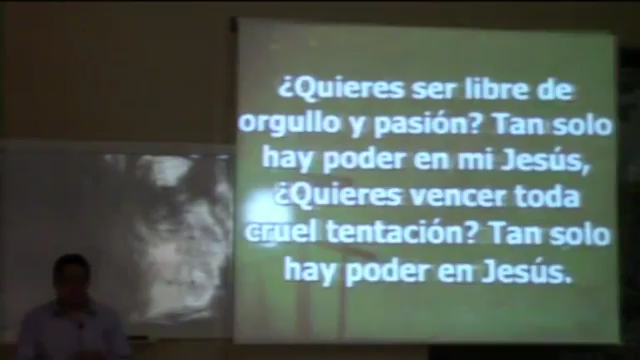 ¿Quieres ser libre de
orgullo y pasión? Tan solo
hay poder en mi Jesús,
¿Quieres vencer toda
cruel tentación? Tan solo
hay poder en Jesús.